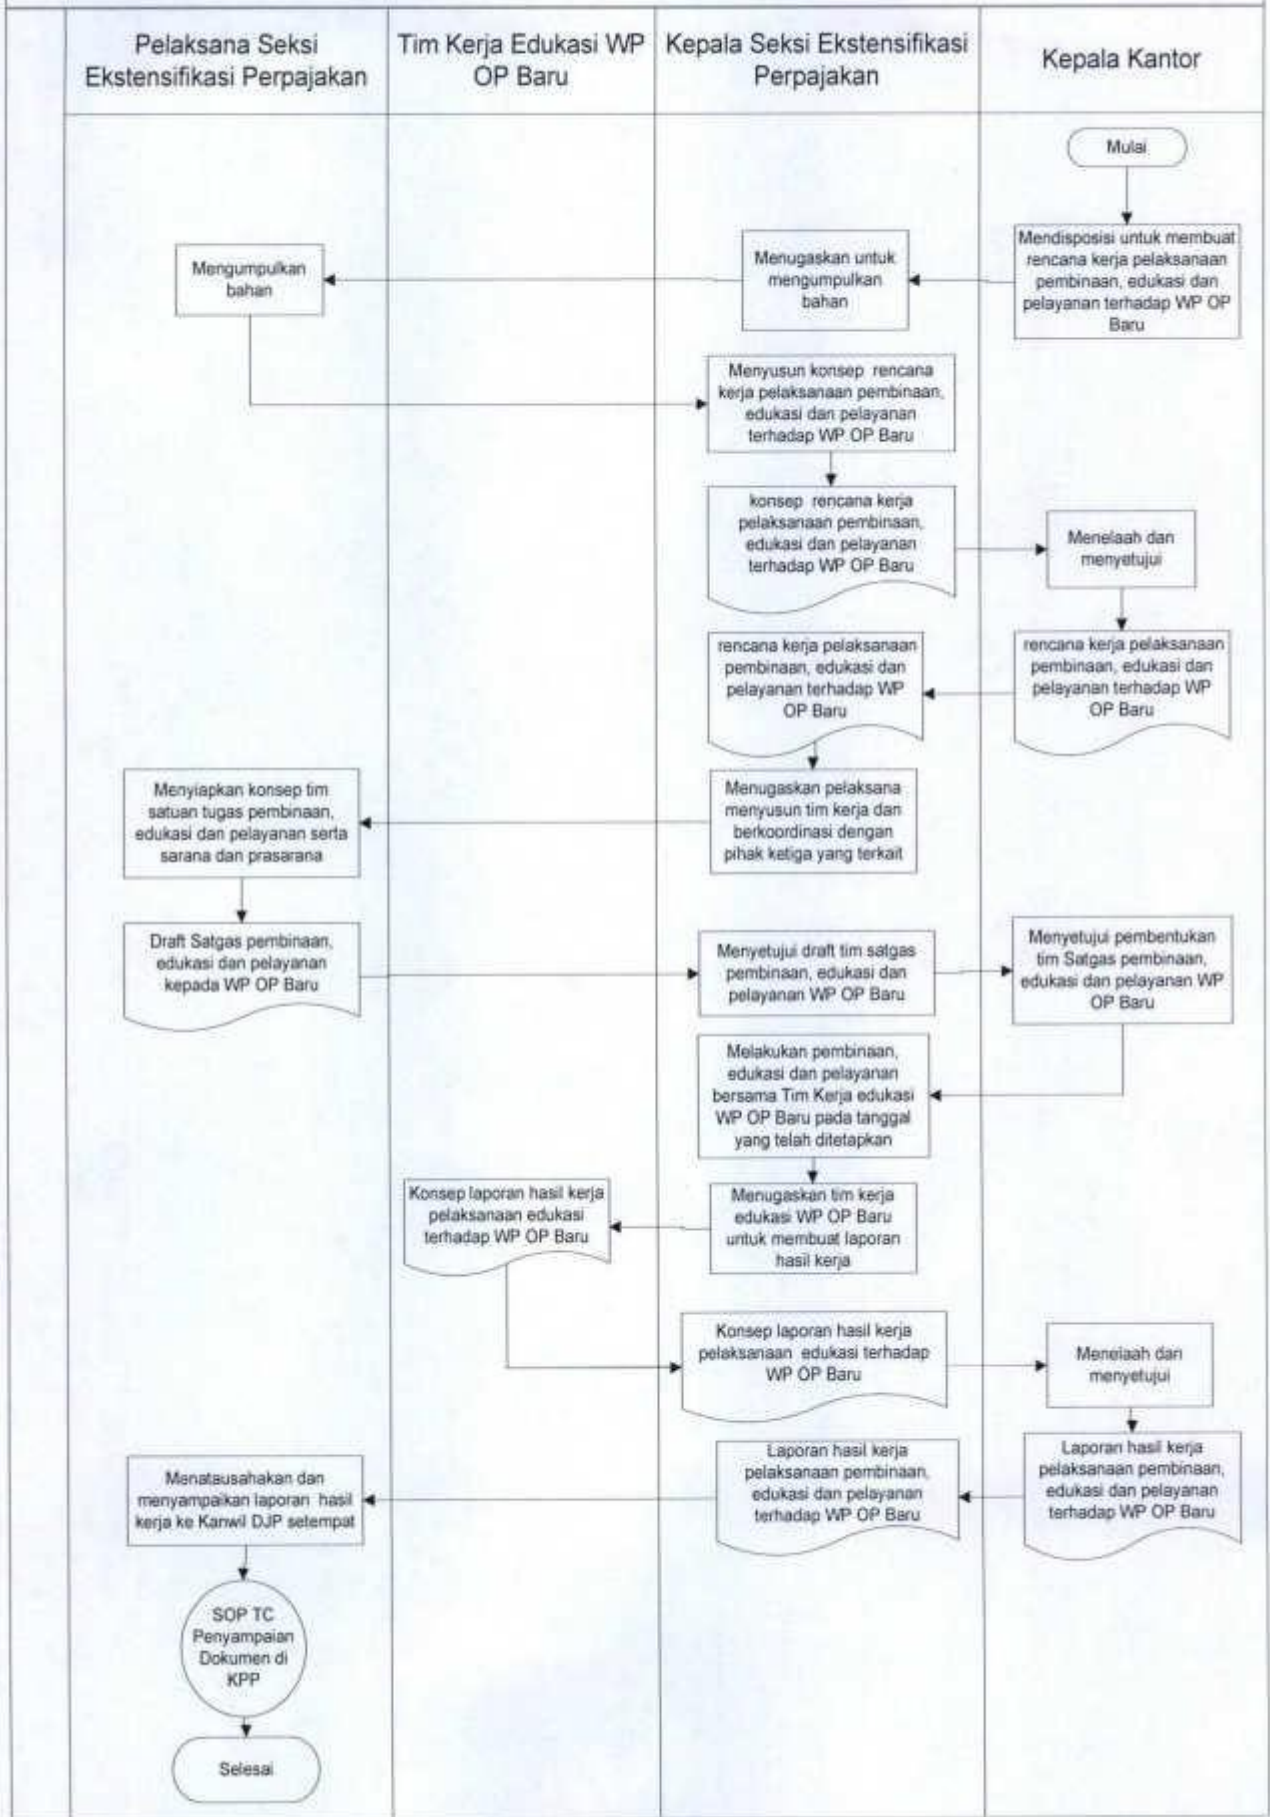 Pelaksana Seksi
Ekstensifikasi Perpajakan
Tim Kerja Edukasi WP
OP Baru
Kepala Seksi Ekstensifikasi
Perpajakan
Kepala Kantor
Mulai
Mendisposisi untuk membuat
rencana kerja pelaksanaan
pembinaan, edukasi dan
pelayanan terhadap WP OP
Baru
Menugaskan untuk
mengumpulkan
bahan
Mengumpulkan
bahan
Menyusun konsep rencana
kerja pelaksanaan pembinaan,
edukasi dan pelayanan
terhadap WP OP Baru
konsep rencana kerja
pelaksanaan pembinaan,
edukasi dan pelayanan
terhadap WP OP Baru
Menelaah dan
menyetujui
rencana kerja pelaksanaan
pembinaan, edukasi dan
pelayanan terhadap WP
OP Baru
rencana kerja pelaksanaan
pembinaan, edukasi dan
pelayanan terhadap WP
OP Baru
Menugaskan pelaksana
menyusun tim kerja dan
berkoordinasi dengan
pihak ketiga yang terkait
Menyiapkan konsep tim
satuan tugas pembinaan,
edukasi dan pelayanan serta
sarana dan prasarana
Draft Satgas pembinaan,
edukasi dan pelayanan
kepada WP OP Baru
Menyetujui draft tim satgas
pembinaan, edukasi dan
pelayanan WP OP Baru
Menyetujui pembentukan
tim Satgas pembinaan,
edukasi dan pelayanan WP
OP Baru
Melakukan pembinaan,
edukasi dan pelayanan
bersama Tim Kerja edukasi
WP OP Baru pada tanggal
yang telah ditetapkan
Menugaskan tim kerja
edukasi WP OP Baru
untuk membuat laporan
hasil kerja
Konsep laporan hasil kerja
pelaksanaan edukasi
terhadap WP OP Baru
Konsep laporan hasil kerja
pelaksanaan edukasi terhadap
WP OP Baru
Menelaah dan
menyetujui
Laporan hasil kerja
pelaksanaan pembinaan,
edukasi dan pelayanan
terhadap WP OP Baru
Laporan hasil kerja
pelaksanaan pembinaan,
edukasi dan pelayanan
terhadap WP OP Baru
Menatausahakan dan
menyampaikan laporan hasil
kerja ke Kanwil DJP setempat
SOP TC
Penyampaian
Dokumen di
KPP
Selesai